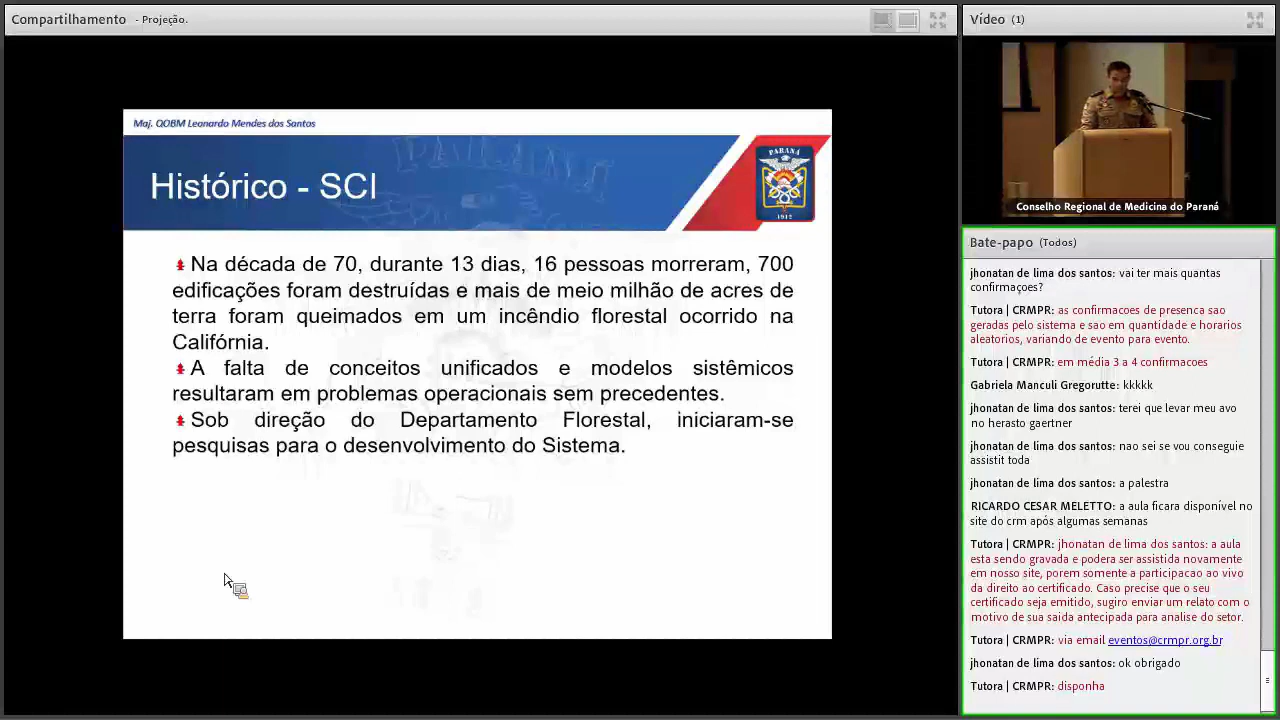 Compartilhamento - Projeção.
Maj. QOBM Leonardo Mendes dos Santos
Histórico - SCI
PARANÁ
1912
Na década de 70, durante 13 dias, 16 pessoas morreram, 700
edificações foram destruídas e mais de meio milhão de acres de
terra foram queimados em um incêndio florestal ocorrido na
Califórnia.
A falta de conceitos unificados e modelos sistêmicos
resultaram em problemas operacionais sem precedentes.
Sob direção do Departamento Florestal, iniciaram-se
pesquisas para o desenvolvimento do Sistema.
Vídeo (1)
Conselho Regional de Medicina do Paraná
Bate-papo (Todos)
jhonatan de lima dos santos: vai ter mais quantas
confirmaçoes?
Tutora | CRMPR: as confirmacoes de presenca sao
geradas pelo sistema e sao em quantidade e horarios
aleatorios, variando de evento para evento.
Tutora | CRMPR: em média 3 a 4 confirmacoes
Gabriela Manculi Gregorutte: kkkkk
jhonatan de lima dos santos: terei que levar meu avo
no herasto gaertner
jhonatan de lima dos santos: nao sei se vou conseguie
assistit toda
jhonatan de lima dos santos: a palestra
RICARDO CESAR MELETTO: a aula ficara disponível no
site do crm após algumas semanas
Tutora | CRMPR: jhonatan de lima dos santos: a aula
esta sendo gravada e podera ser assistida novamente
em nosso site, porem somente a participacao ao vivo
da direito ao certificado. Caso precise que o seu
certificado seja emitido, sugiro enviar um relato com o
motivo de sua saida antecipada para analise do setor.
Tutora | CRMPR: via email eventos@crmpr.org.br
jhonatan de lima dos santos: ok obrigado
Tutora | CRMPR: disponha